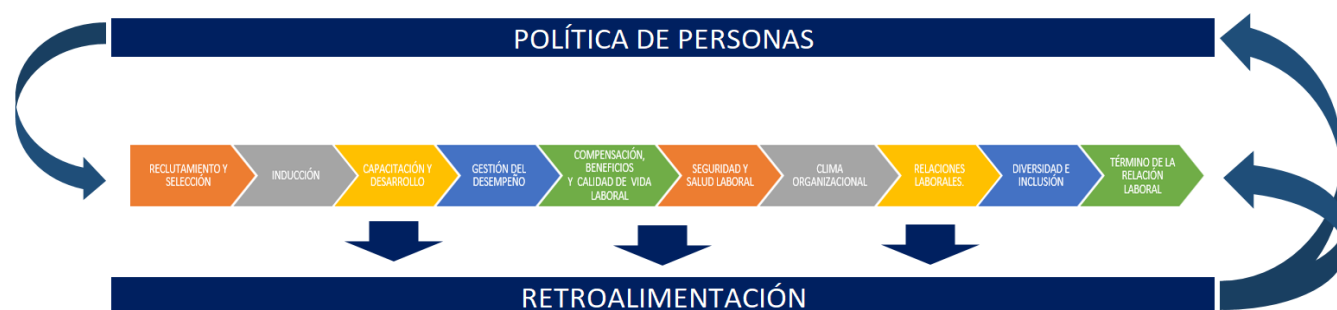 POLÍTICA DE PERSONAS
RECLUTAMIENTO Y
SELECCIÓN
INDUCCIÓN
CAPACITACIÓN Y
DESARROLLO
GESTIÓN DEL
DESEMPEÑO
COMPENSACIÓN,
BENEFICIOS
Y CALIDAD DE VIDA
LABORAL
SEGURIDAD Y
SALUD LABORAL
CLIMA
ORGANIZACIONAL
RELACIONES
LABORALES.
DIVERSIDAD E
INCLUSIÓN
TÉRMINO DE LA
RELACIÓN
LABORAL
RETROALIMENTACIÓN